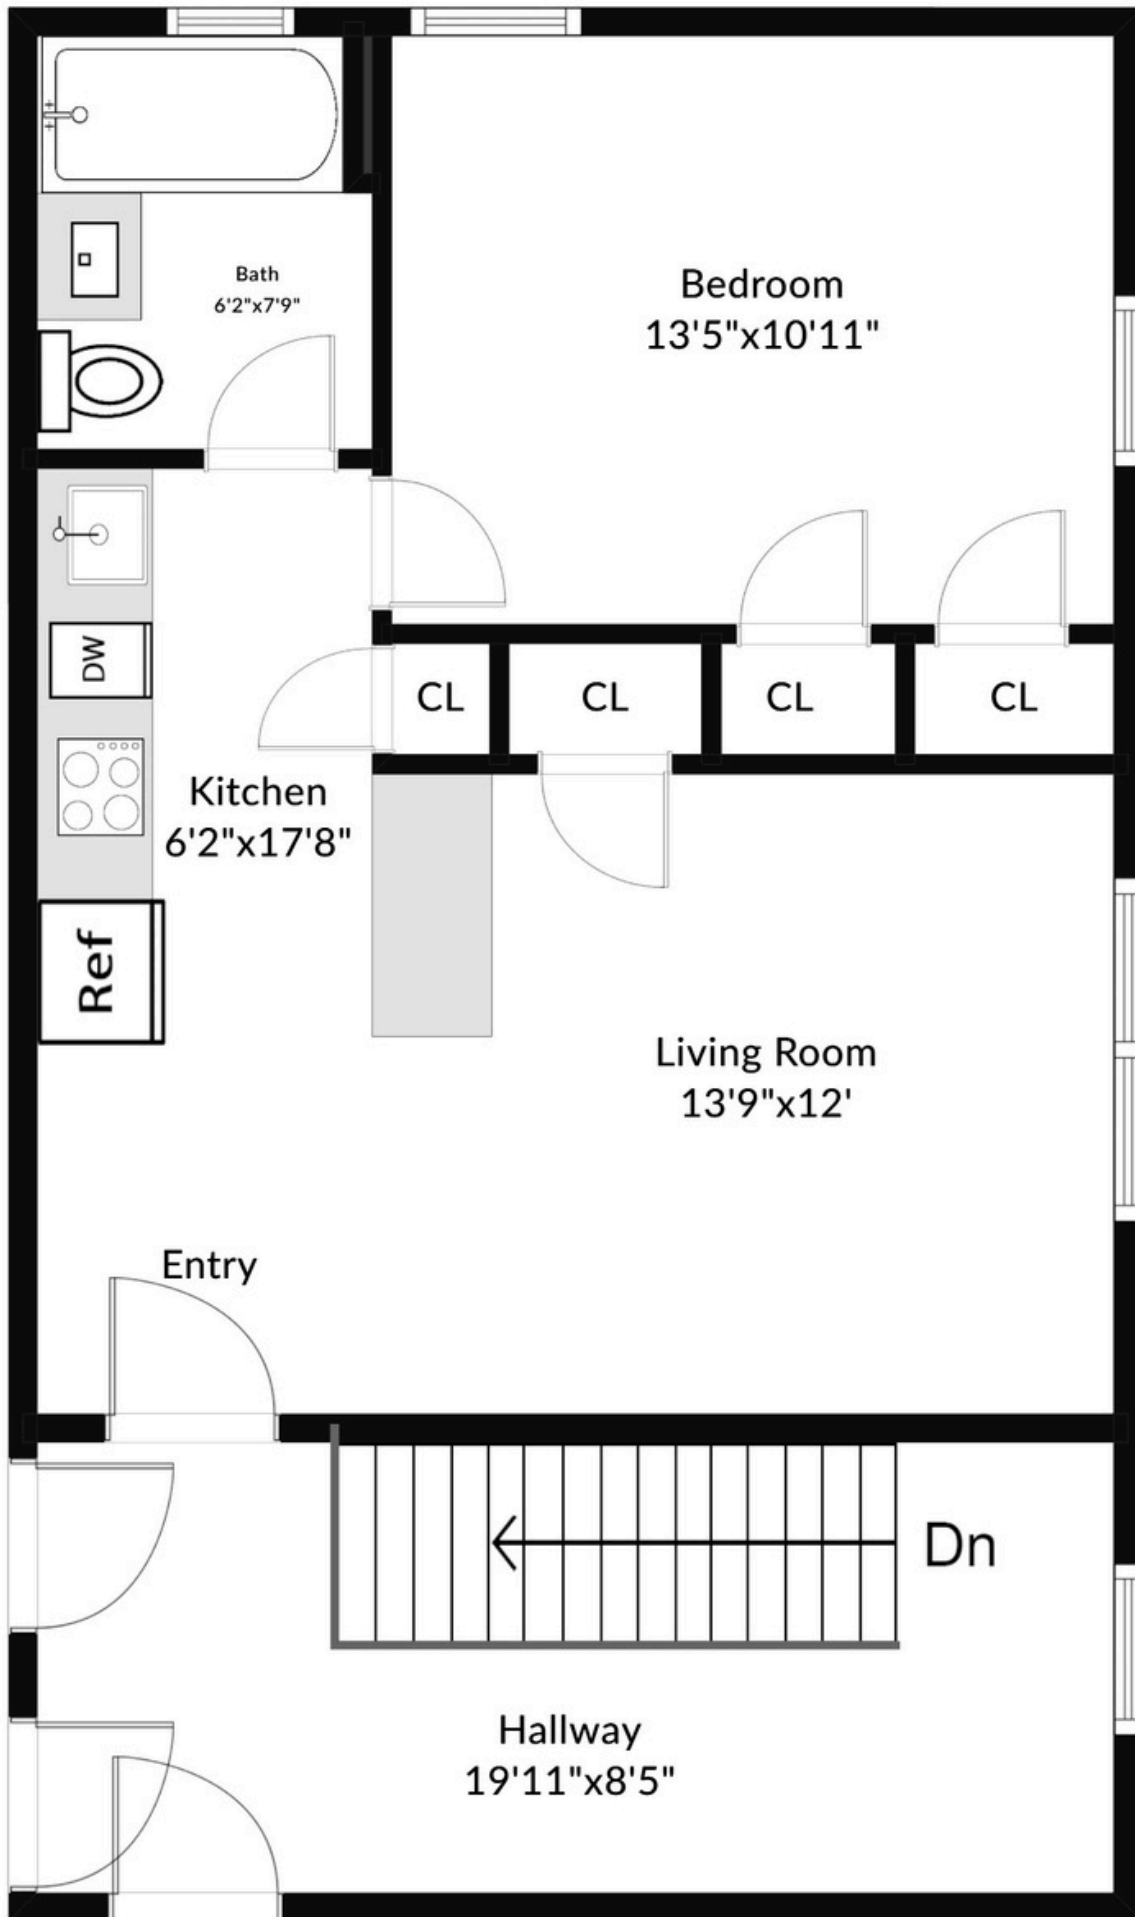 Bath
6'2"x7'9"
Bedroom
13'5"x10'11"
DW
CL
CL
CL
CL
Kitchen
6'2"x17'8"
Ref
Living Room
13'9"x12'
Entry
Dn
Hallway
19'11"x8'5"